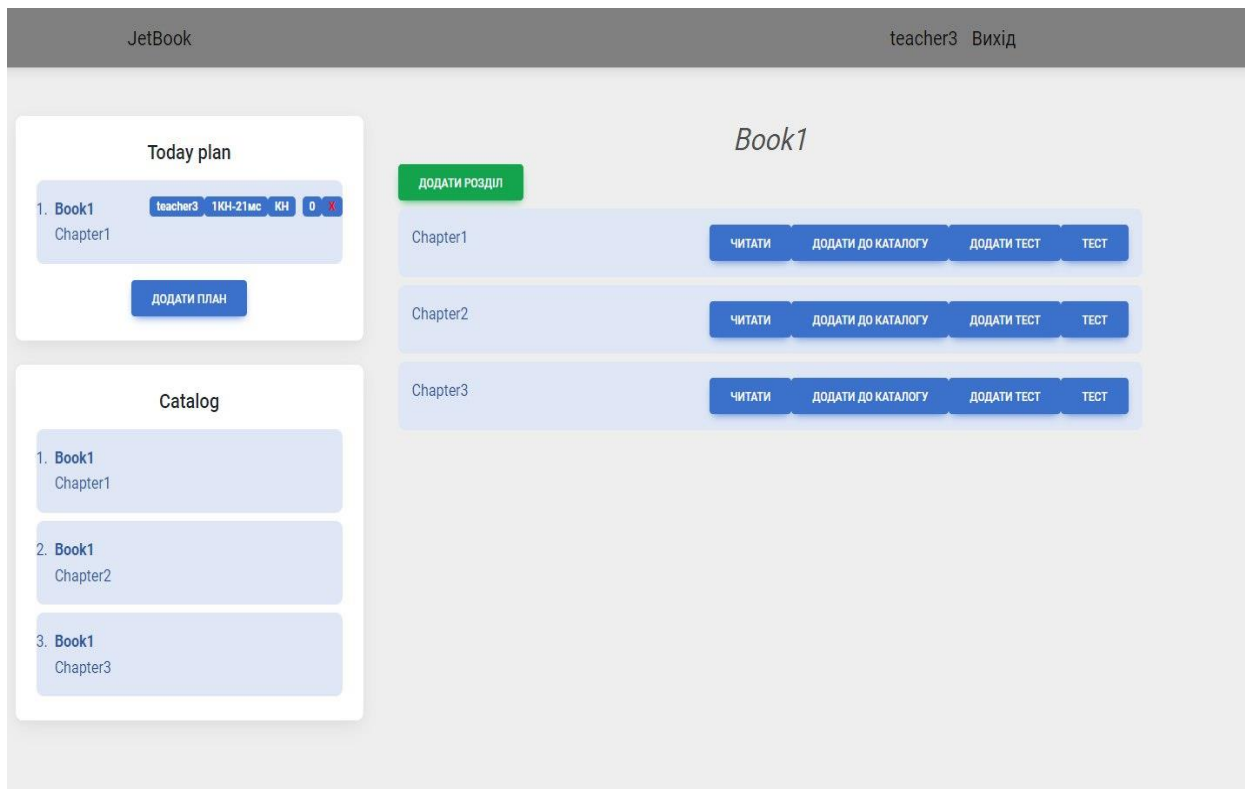 JetBook
teacher3 Вихід
Today plan
1. Book1 teacher3 1КН-21мс КН 0 X
Chapter1
ДОДАТИ ПЛАН
Catalog
1. Book1
Chapter1
2. Book1
Chapter2
3. Book1
Chapter3
Book1
ДОДАТИ РОЗДІЛ
Chapter1 ЧИТАТИ ДОДАТИ ДО КАТАЛОГУ ДОДАТИ ТЕСТ ТЕСТ
Chapter2 ЧИТАТИ ДОДАТИ ДО КАТАЛОГУ ДОДАТИ ТЕСТ ТЕСТ
Chapter3 ЧИТАТИ ДОДАТИ ДО КАТАЛОГУ ДОДАТИ ТЕСТ ТЕСТ